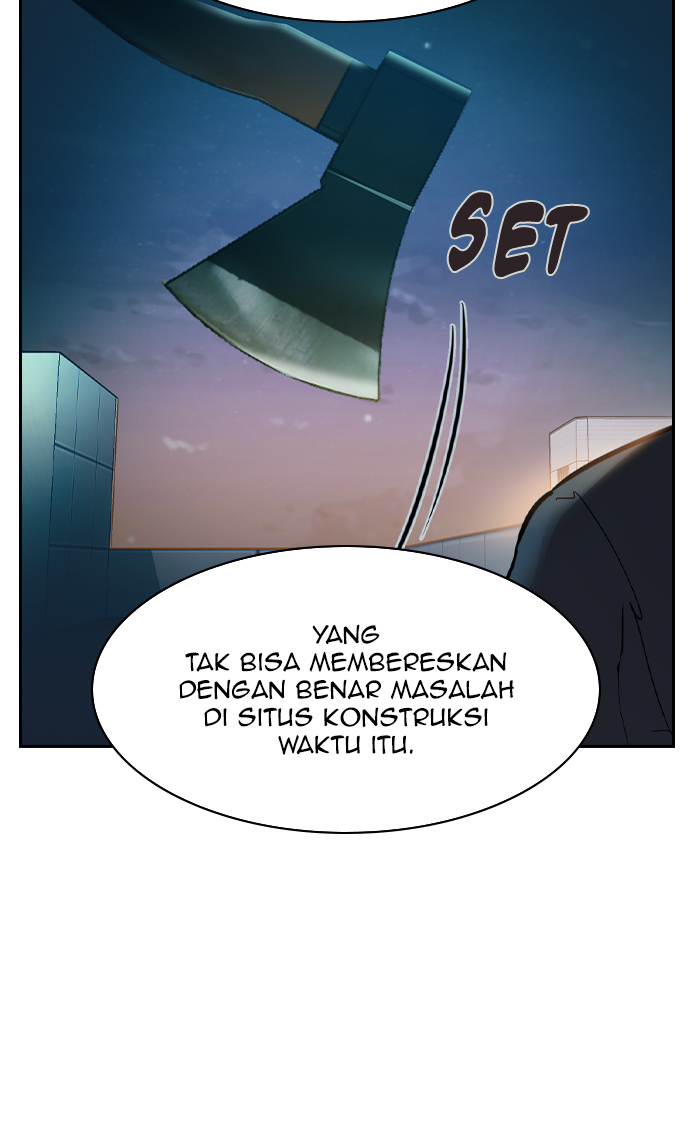 SET
YANG
TAK BISA MEMBERESKAN
DENGAN BENAR MASALAH
DI SITUS KONSTRUKSI
WAKTU ITU.